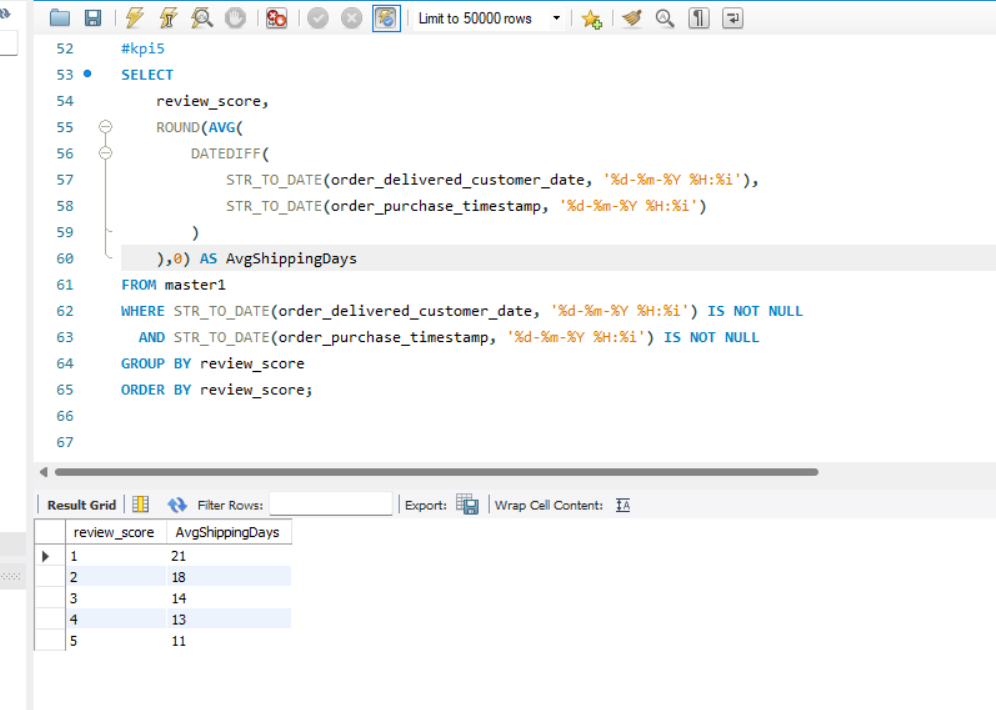 Limit to 50000 rows
52 #kpi5
53 SELECT
54 review_score,
55 ROUND(AVG(
56 DATEDIFF(
57 STR_TO_DATE(order_delivered_customer_date, '%d-%m-%Y %H:%i'),
58 STR_TO_DATE(order_purchase_timestamp, '%d-%m-%Y %H:%i')
59 )
60 ),0) AS AvgShippingDays
61 FROM master1
62 WHERE STR_TO_DATE(order_delivered_customer_date, '%d-%m-%Y %H:%i') IS NOT NULL
63 AND STR_TO_DATE(order_purchase_timestamp, '%d-%m-%Y %H:%i') IS NOT NULL
64 GROUP BY review_score
65 ORDER BY review_score;
66
67
Result Grid Filter Rows: Export: Wrap Cell Content: IA
review_score AvgShippingDays
1 21
2 18
3 14
4 13
5 11